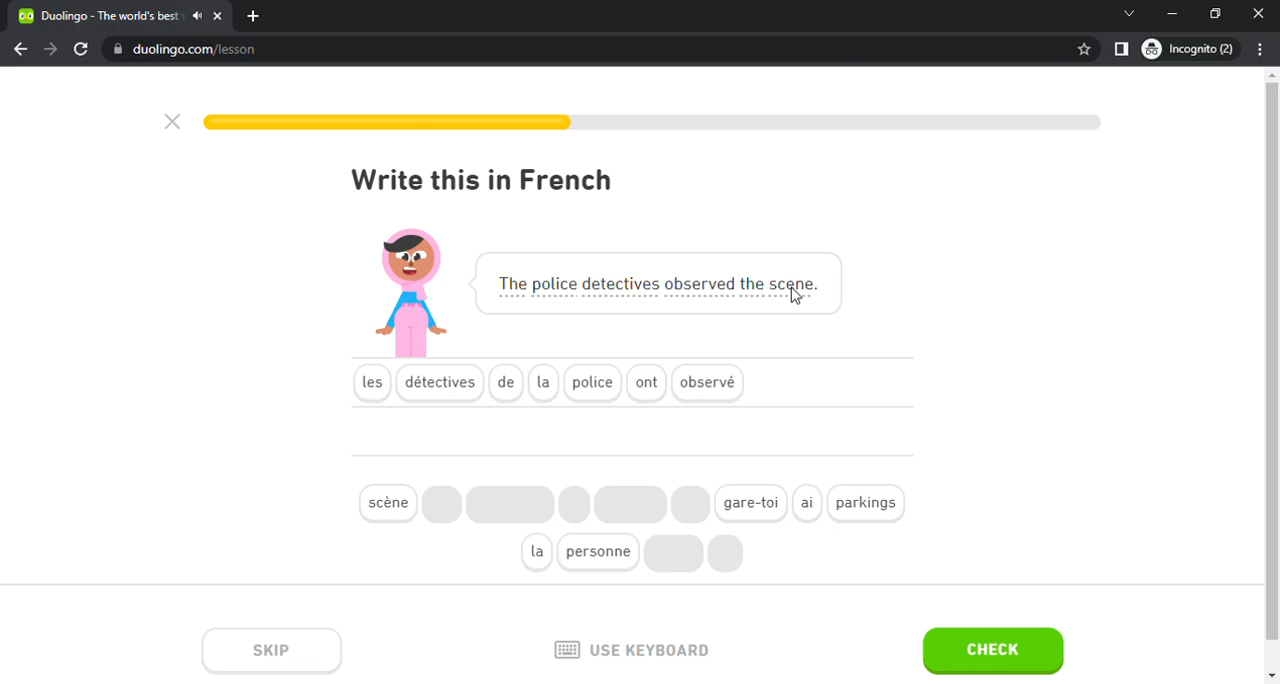 Duolingo - The world's best
duolingo.com/lesson
Incognito (2)
Write this in French
The police detectives observed the scene.
les détectives de la police ont observé
scène gare-toi ai parkings
la personne
SKIP USE KEYBOARD CHECK